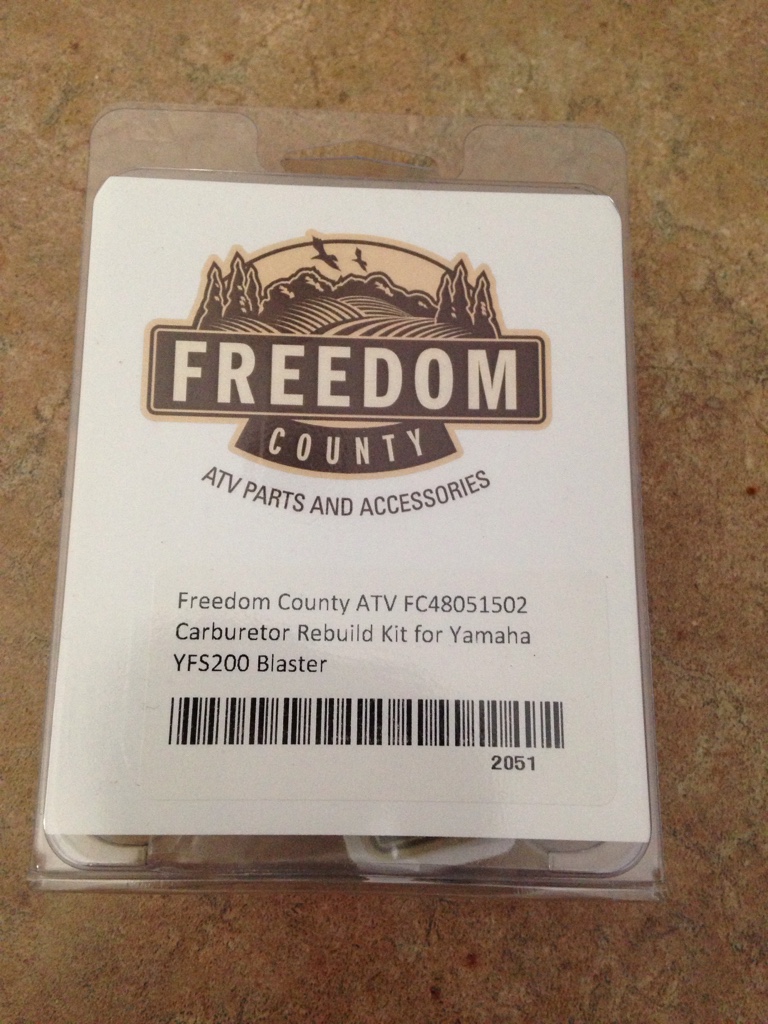 FREEDOM
COUNTY
ATV PARTS AND ACCESSORIES
Freedom County ATV FC48051502
Carburetor Rebuild Kit for Yamaha
YFS200 Blaster
2051